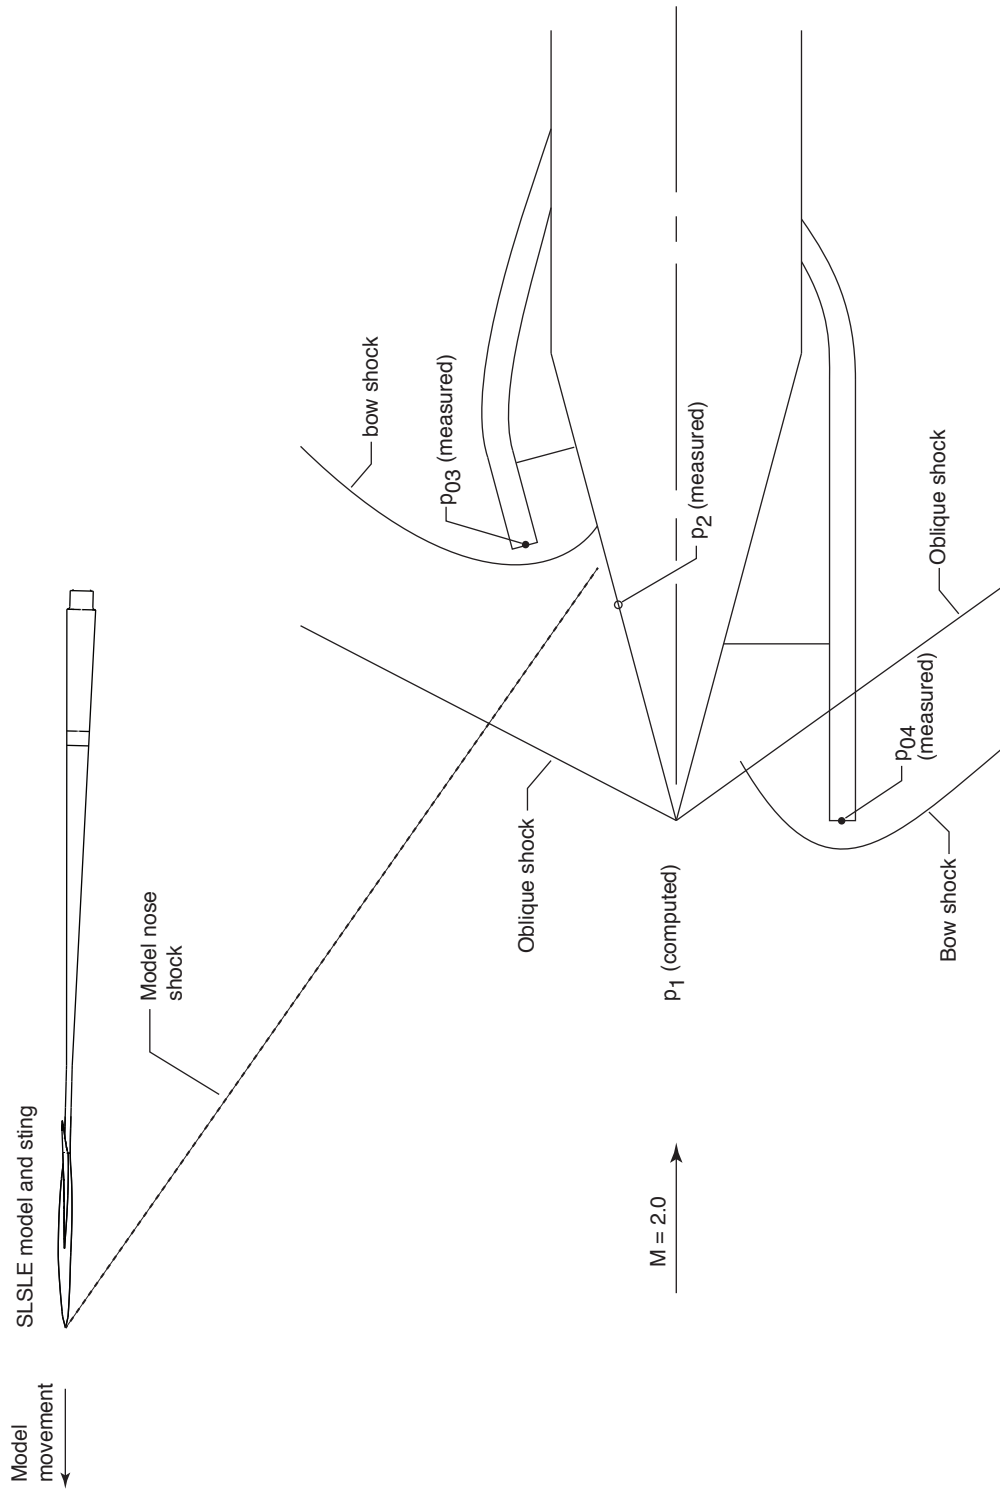 Model
movement
SLSLE model and sting
Model nose
shock
bow shock
p03 (measured)
p2 (measured)
Oblique shock
Oblique shock
p1 (computed)
M = 2.0
p04
(measured)
Bow shock